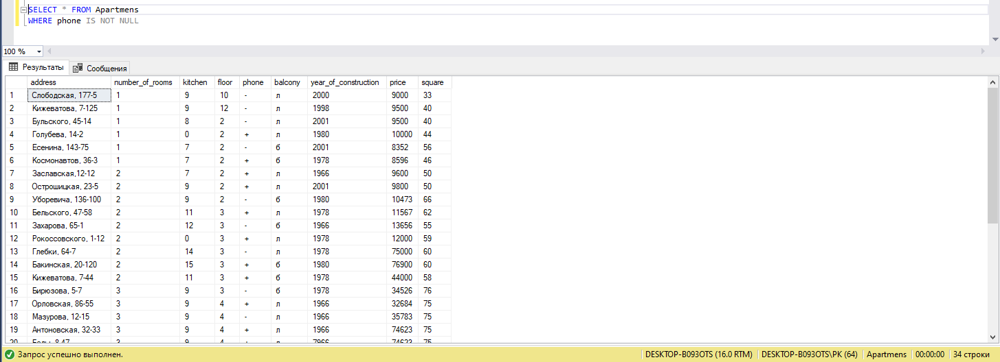 SELECT * FROM Apartmens
WHERE phone IS NOT NULL
100 %
Результаты Сообщения
address number_of_rooms kitchen floor phone balcony year_of_construction price square
1 Слободская, 177-5 1 9 10 - л 2000 9000 33
2 Кижеватова, 7-125 1 9 12 - л 1998 9500 40
3 Бульского, 45-14 1 8 2 - л 2001 9500 40
4 Голубева, 14-2 1 0 2 + л 1980 10000 44
5 Есенина, 143-75 1 7 2 - б 2001 8352 56
6 Космонавтов, 36-3 1 7 2 + б 1978 8596 46
7 Заславская,12-12 2 7 2 + л 1966 9600 50
8 Острошицкая, 23-5 2 9 2 + л 2001 9800 50
9 Уборевича, 136-100 2 9 2 - б 1980 10473 66
10 Бельского, 47-58 2 11 3 + л 1978 11567 62
11 Захарова, 65-1 2 12 3 - б 1966 13656 55
12 Рокоссовского, 1-12 2 0 3 + л 1978 12000 59
13 Глебки, 64-7 2 14 3 - л 1978 75000 60
14 Бакинская, 20-120 2 15 3 + б 1980 76900 60
15 Кижеватова, 7-44 2 11 3 + б 1978 44000 58
16 Бирюзова, 5-7 3 9 3 - б 1978 34526 76
17 Орловская, 86-55 3 9 4 + л 1966 32684 75
18 Мазурова, 12-15 3 9 4 - л 1966 35783 75
19 Антоновская, 32-33 3 9 4 + л 1966 74623 75
20 3 9 4 + л 7966 74623 75
Запрос успешно выполнен. DESKTOP-B093OTS (16.0 RTM) DESKTOP-B093OTS\PK (64) Apartmens 00:00:00 34 строки